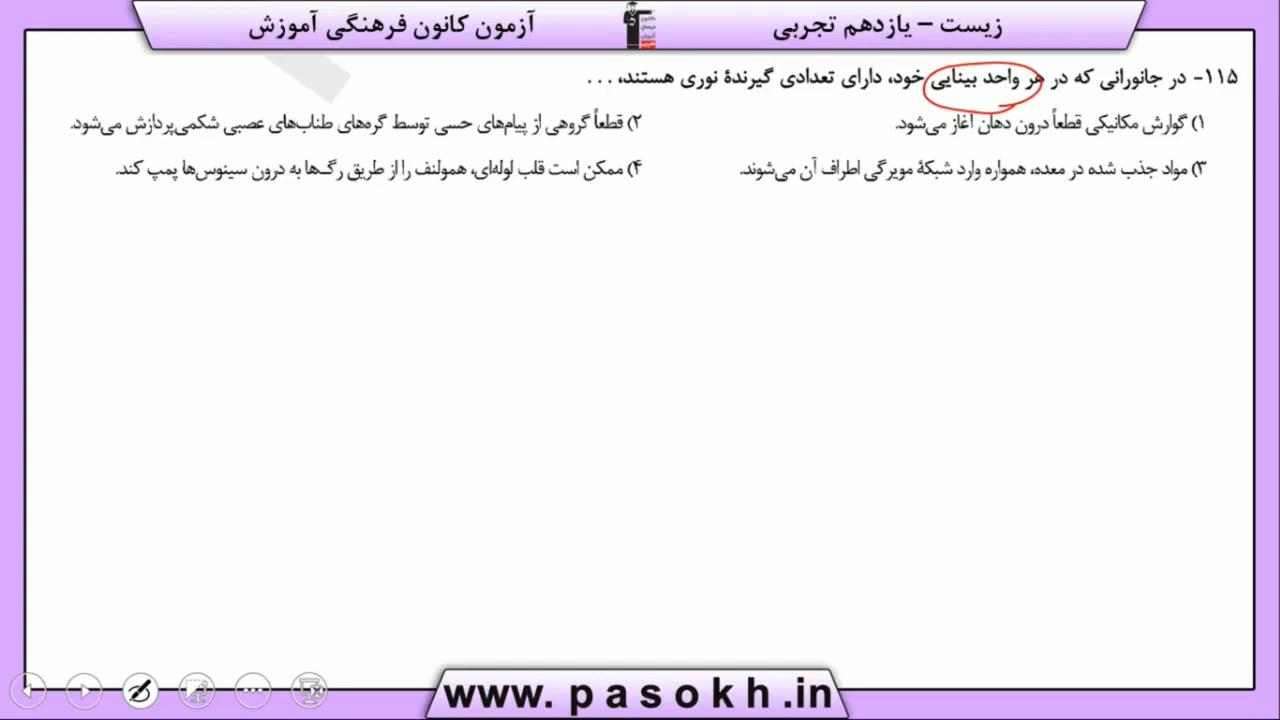 زیست – یازدهم تجربی
آزمون کانون فرهنگی آموزش
۱۱۵- در جانورانی که در هر واحد بینایی خود، دارای تعدادی گیرندهٔ نوری هستند، ...
۱) گوارش مکانیکی قطعاً درون دهان آغاز می‌شود.
۲) قطعاً گروهی از پیام‌های حسی توسط گره‌های طناب‌های عصبی شکمی‌پردازش می‌شود.
۳) مواد جذب شده در معده، همواره وارد شبکهٔ مویرگی اطراف آن می‌شوند.
۴) ممکن است قلب لوله‌ای، همولنف را از طریق رگ‌ها به درون سینوس‌ها پمپ کند.
www. p a s o k h .in